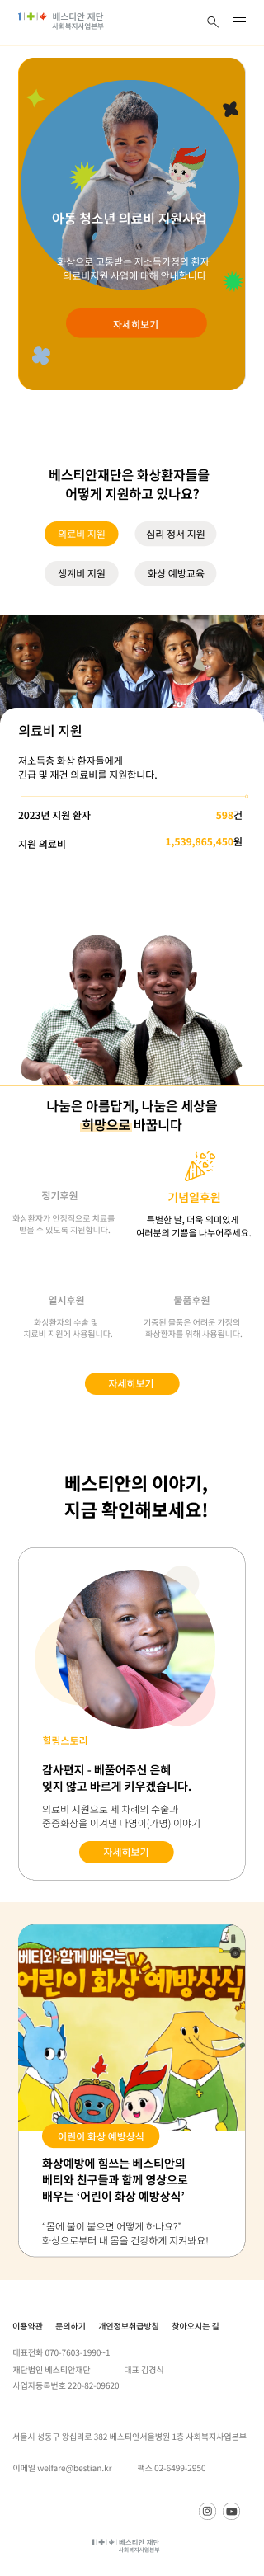 베스티안 재단
사회복지사업본부
아동 청소년 의료비 지원사업
화상으로 고통받는 저소득가정의 환자
의료비지원 사업에 대해 안내합니다
자세히보기
베스티안재단은 화상환자들을
어떻게 지원하고 있나요?
의료비 지원
심리 정서 지원
생계비 지원
화상 예방교육
의료비 지원
저소득층 화상 환자들에게
긴급 및 재건 의료비를 지원합니다.
2023년 지원 환자
598건
지원 의료비
1,539,865,450원
나눔은 아름답게, 나눔은 세상을
희망으로 바꿉니다
정기후원
화상환자가 안정적으로 치료를
받을 수 있도록 지원합니다.
기념일후원
특별한 날, 더욱 의미있게
여러분의 기쁨을 나누어주세요.
일시후원
화상환자의 수술 및
치료비 지원에 사용됩니다.
물품후원
기증된 물품은 어려운 가정의
화상환자를 위해 사용됩니다.
자세히보기
베스티안의 이야기,
지금 확인해보세요!
힐링스토리
감사편지 - 베풀어주신 은혜
잊지 않고 바르게 키우겠습니다.
의료비 지원으로 세 차례의 수술과
중증화상을 이겨낸 나영이(가명) 이야기
자세히보기
베티와 함께 배우는
어린이 화상 예방상식
어린이 화상 예방상식
화상예방에 힘쓰는 베스티안의
베티와 친구들과 함께 영상으로
배우는 ‘어린이 화상 예방상식’
“몸에 불이 붙으면 어떻게 하나요?”
화상으로부터 내 몸을 건강하게 지켜봐요!
이용약관 문의하기 개인정보취급방침 찾아오시는 길
대표전화 070-7603-1990~1
재단법인 베스티안재단 대표 김경식
사업자등록번호 220-82-09620
서울시 성동구 왕십리로 382 베스티안서울병원 1층 사회복지사업본부
이메일 welfare@bestian.kr 팩스 02-6499-2950
베스티안 재단
사회복지사업본부